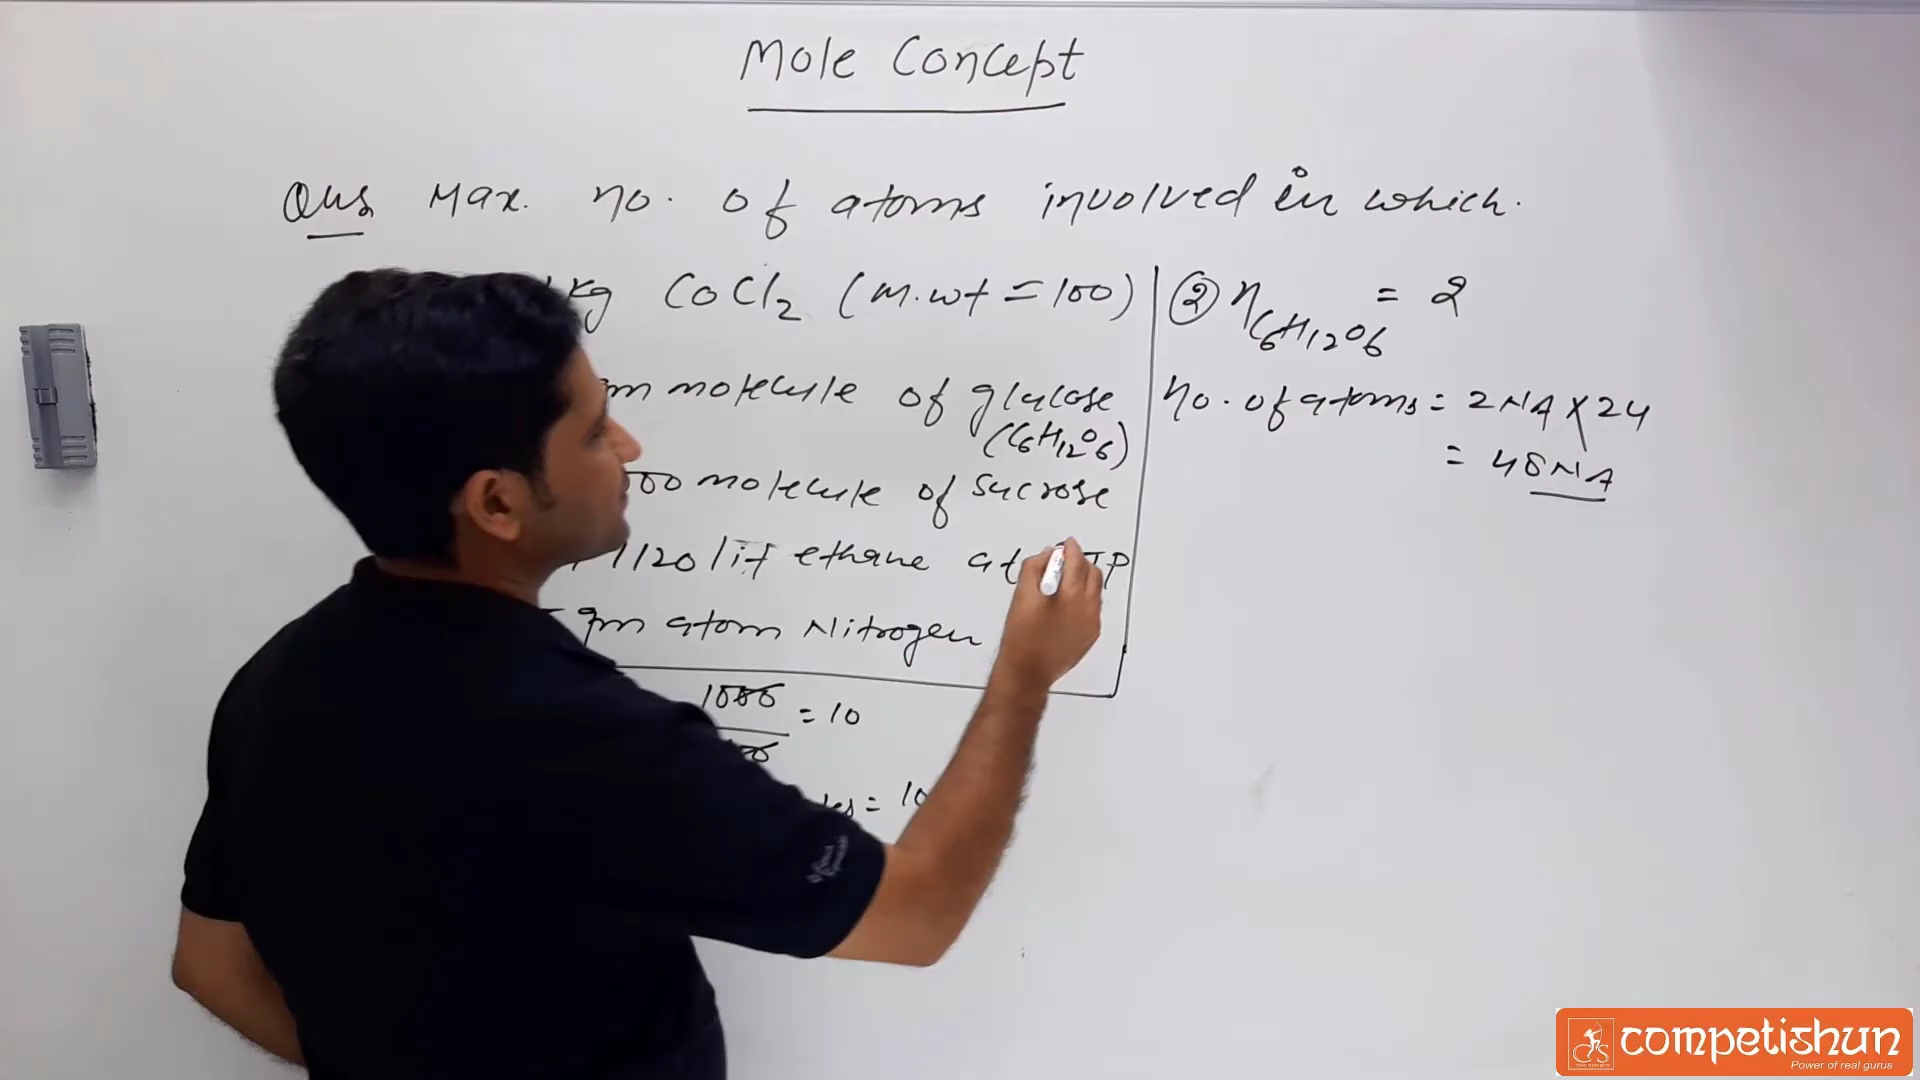 Mole Concept
Qus Max. no. of atoms involved in which.
kg CoCl2 (M.wt = 100)
molecule of glucose
(C6H12O6)
molecule of sucrose
1120 lit ethane at
gm atom Nitrogen
1000
= 10
= 10
② nC6H12O6 = 2
no. of atoms = 2NA x 24
= 48NA
competishun
Power of real gurus